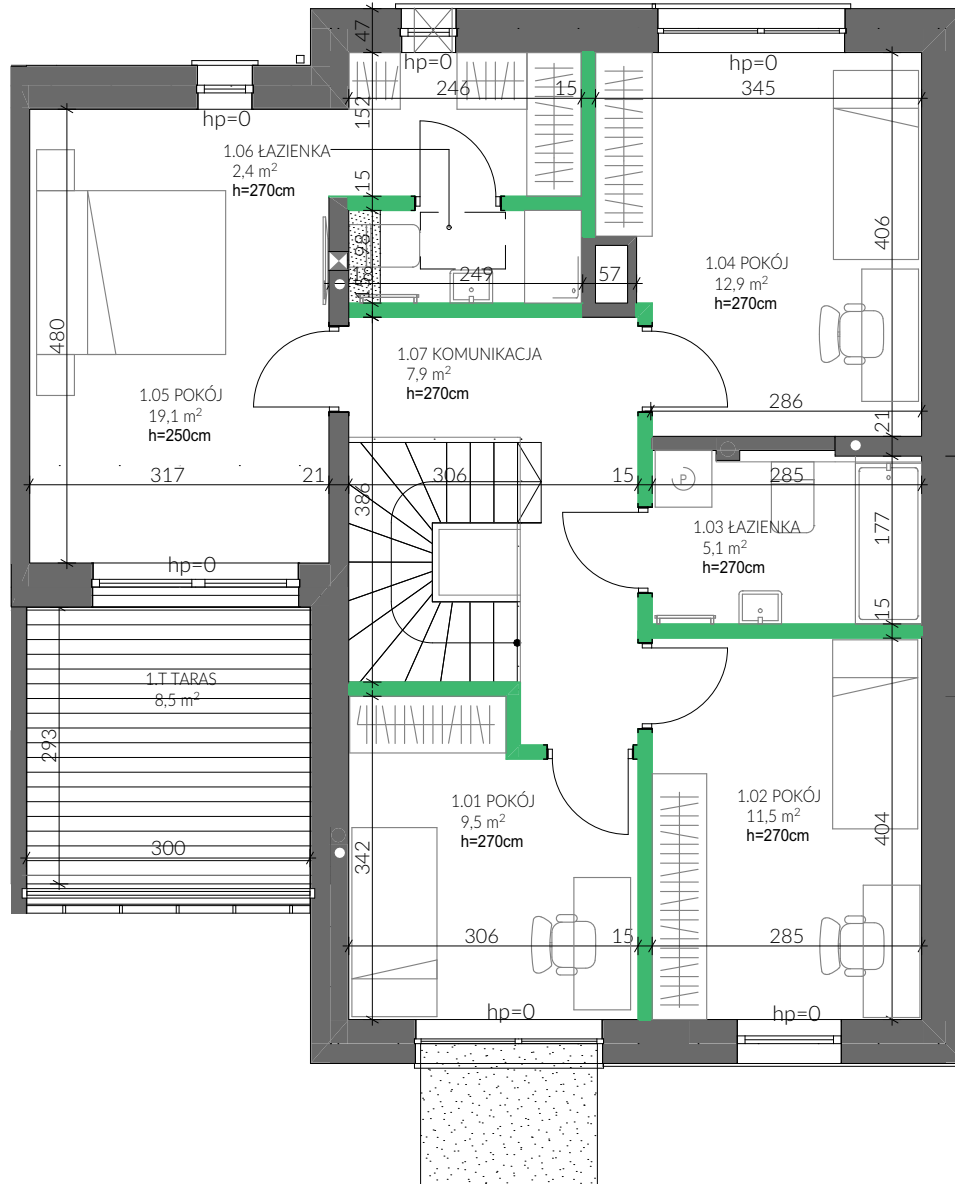 47
hp=0
hp=0
246
15
345
152
hp=0
1.06 ŁAZIENKA
2,4 m²
h=270cm
15
98
406
1.04 POKÓJ
12,9 m²
h=270cm
249
57
15
480
1.07 KOMUNIKACJA
7,9 m²
h=270cm
1.05 POKÓJ
19,1 m²
h=250cm
286
21
317
21
306
15
285
P
386
1.03 ŁAZIENKA
5,1 m²
h=270cm
177
hp=0
15
1.T TARAS
8,5 m²
293
300
1.01 POKÓJ
9,5 m²
h=270cm
1.02 POKÓJ
11,5 m²
h=270cm
342
404
306
15
285
hp=0
hp=0